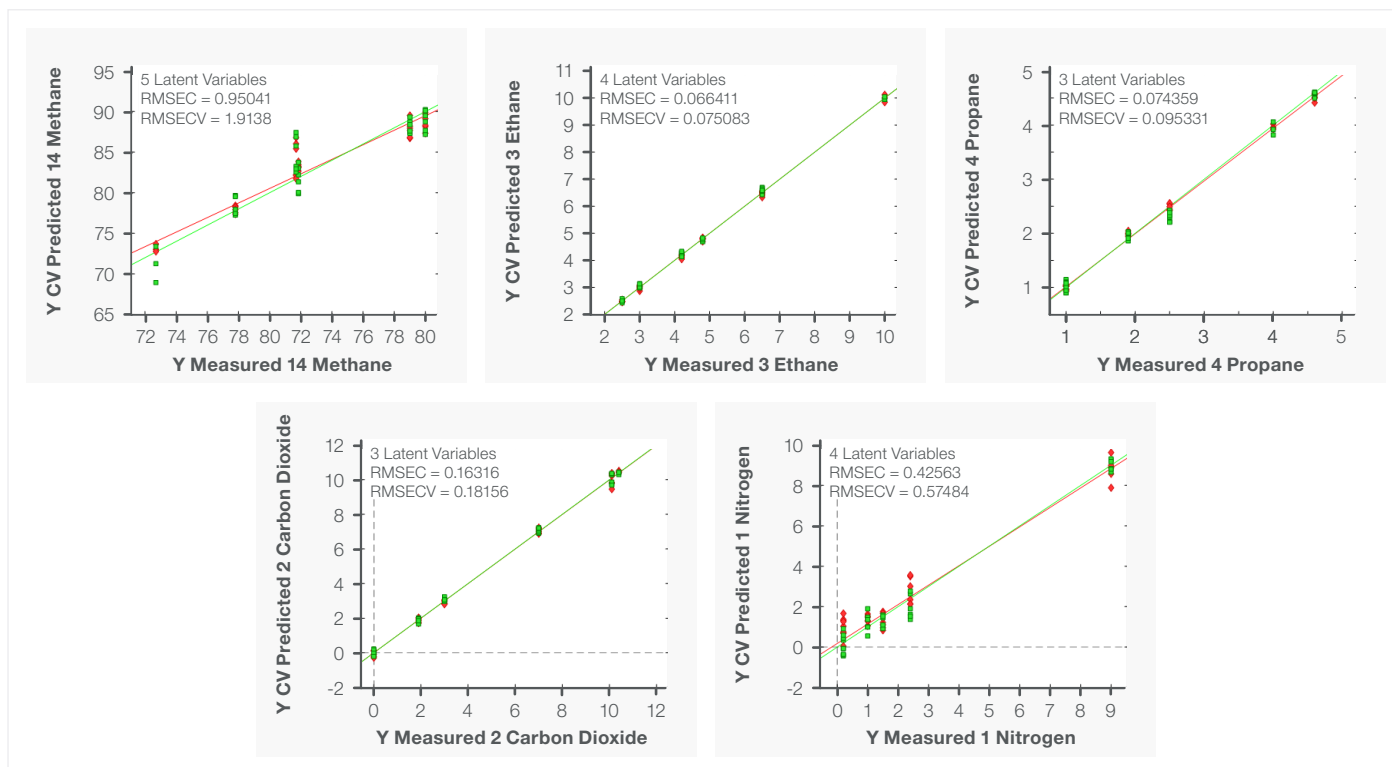 Y CV Predicted 14 Methane
95
90
85
80
75
70
65
5 Latent Variables
RMSEC = 0.95041
RMSECV = 1.9138
72 74 76 78 80 72 74 76 78 80
Y Measured 14 Methane
Y CV Predicted 3 Ethane
11
10
9
8
7
6
5
4
3
2
4 Latent Variables
RMSEC = 0.066411
RMSECV = 0.075083
2 3 4 5 6 7 8 9 10
Y Measured 3 Ethane
Y CV Predicted 4 Propane
5
4
3
2
1
3 Latent Variables
RMSEC = 0.074359
RMSECV = 0.095331
1 2 3 4 5
Y Measured 4 Propane
Y CV Predicted 2 Carbon Dioxide
12
10
8
6
4
2
0
-2
3 Latent Variables
RMSEC = 0.16316
RMSECV = 0.18156
0 2 4 6 8 10 12
Y Measured 2 Carbon Dioxide
Y CV Predicted 1 Nitrogen
10
8
6
4
2
0
-2
4 Latent Variables
RMSEC = 0.42563
RMSECV = 0.57484
0 1 2 3 4 5 6 7 8 9
Y Measured 1 Nitrogen